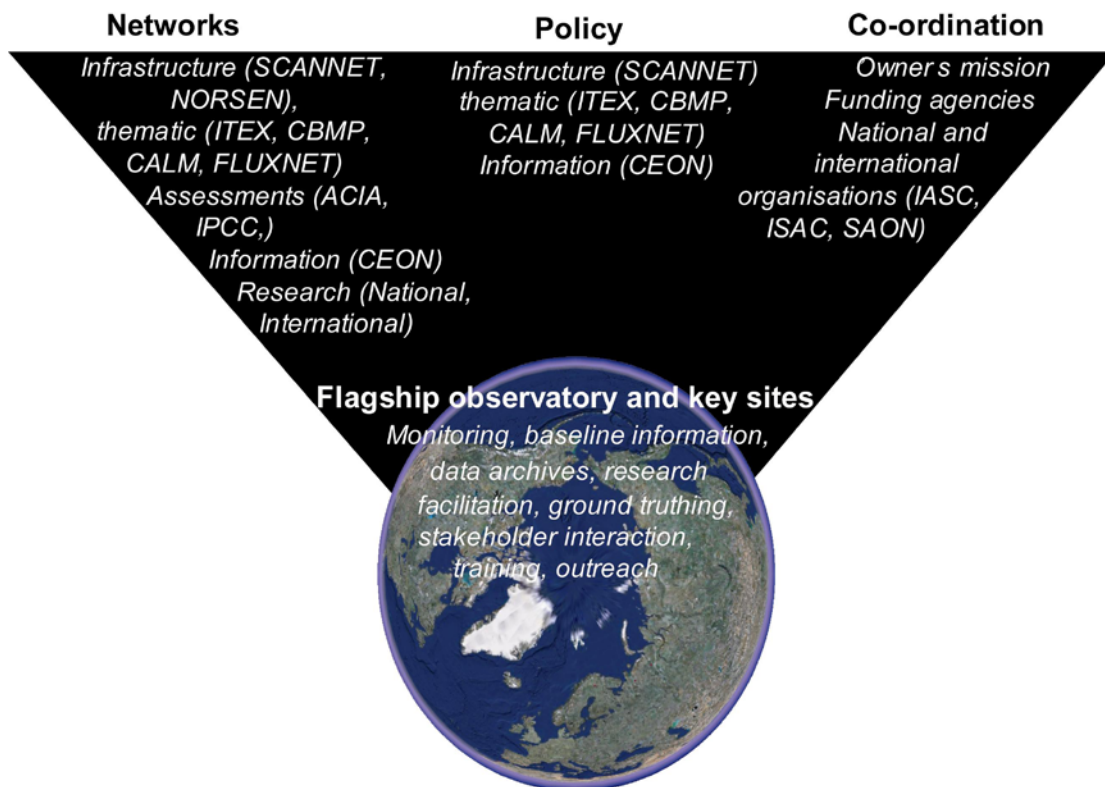 Networks
Infrastructure (SCANNET,
NORSEN),
thematic (ITEX, CBMP,
CALM, FLUXNET)
Assessments (ACIA,
IPCC,)
Information (CEON)
Research (National,
International)
Policy
Infrastructure (SCANNET)
thematic (ITEX, CBMP,
CALM, FLUXNET)
Information (CEON)
Co-ordination
Owner s mission
Funding agencies
National and
international
organisations (IASC,
ISAC, SAON)
Flagship observatory and key sites
Monitoring, baseline information,
data archives, research
facilitation, ground truthing,
stakeholder interaction,
training, outreach